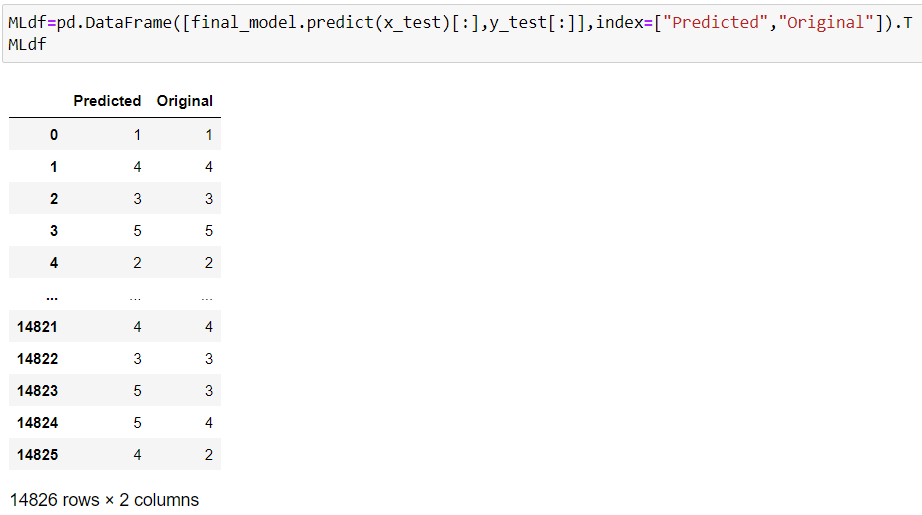 MLdf=pd.DataFrame([final_model.predict(x_test)[:],y_test[:]],index=["Predicted","Original"]).T
MLdf
Predicted Original
0 1 1
1 4 4
2 3 3
3 5 5
4 2 2
... ... ...
14821 4 4
14822 3 3
14823 5 3
14824 5 4
14825 4 2
14826 rows × 2 columns